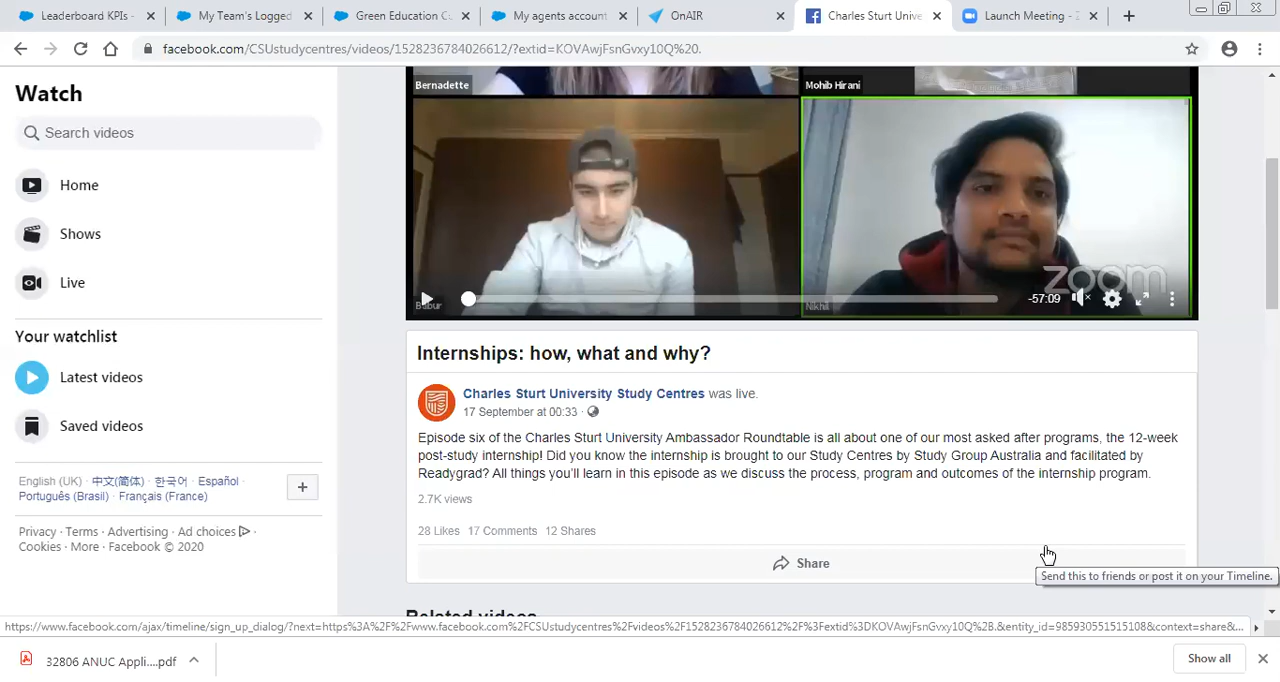 Leaderboard KPIs -
My Team's Logged
Green Education Cu
My agents account
OnAIR
Charles Sturt Unive
Launch Meeting - Z
facebook.com/CSUstudycentres/videos/1528236784026612/?extid=KOVAwjFsnGvxy10Q%20.
Watch
Search videos
Home
Shows
Live
Your watchlist
Latest videos
Saved videos
English (UK) · 中文(简体) · 한국어 · Español ·
Português (Brasil) · Français (France)
Privacy · Terms · Advertising · Ad choices ·
Cookies · More · Facebook © 2020
Bernadette
Mohib Hirani
Babur
Nikhil
zoom
-57:09
Internships: how, what and why?
Charles Sturt University Study Centres was live.
17 September at 00:33 ·
Episode six of the Charles Sturt University Ambassador Roundtable is all about one of our most asked after programs, the 12-week
post-study internship! Did you know the internship is brought to our Study Centres by Study Group Australia and facilitated by
Readygrad? All things you'll learn in this episode as we discuss the process, program and outcomes of the internship program.
2.7K views
28 Likes 17 Comments 12 Shares
Share
Send this to friends or post it on your Timeline.
Related videos
https://www.facebook.com/ajax/timeline/sign_up_dialog/?next=https%3A%2F%2Fwww.facebook.com%2FCSUstudycentres%2Fvideos%2F1528236784026612%2F%3Fextid%3DKOVAwjFsnGvxy10Q%2B.&entity_id=985930551515108&context=share&...
32806 ANUC Appli....pdf
Show all